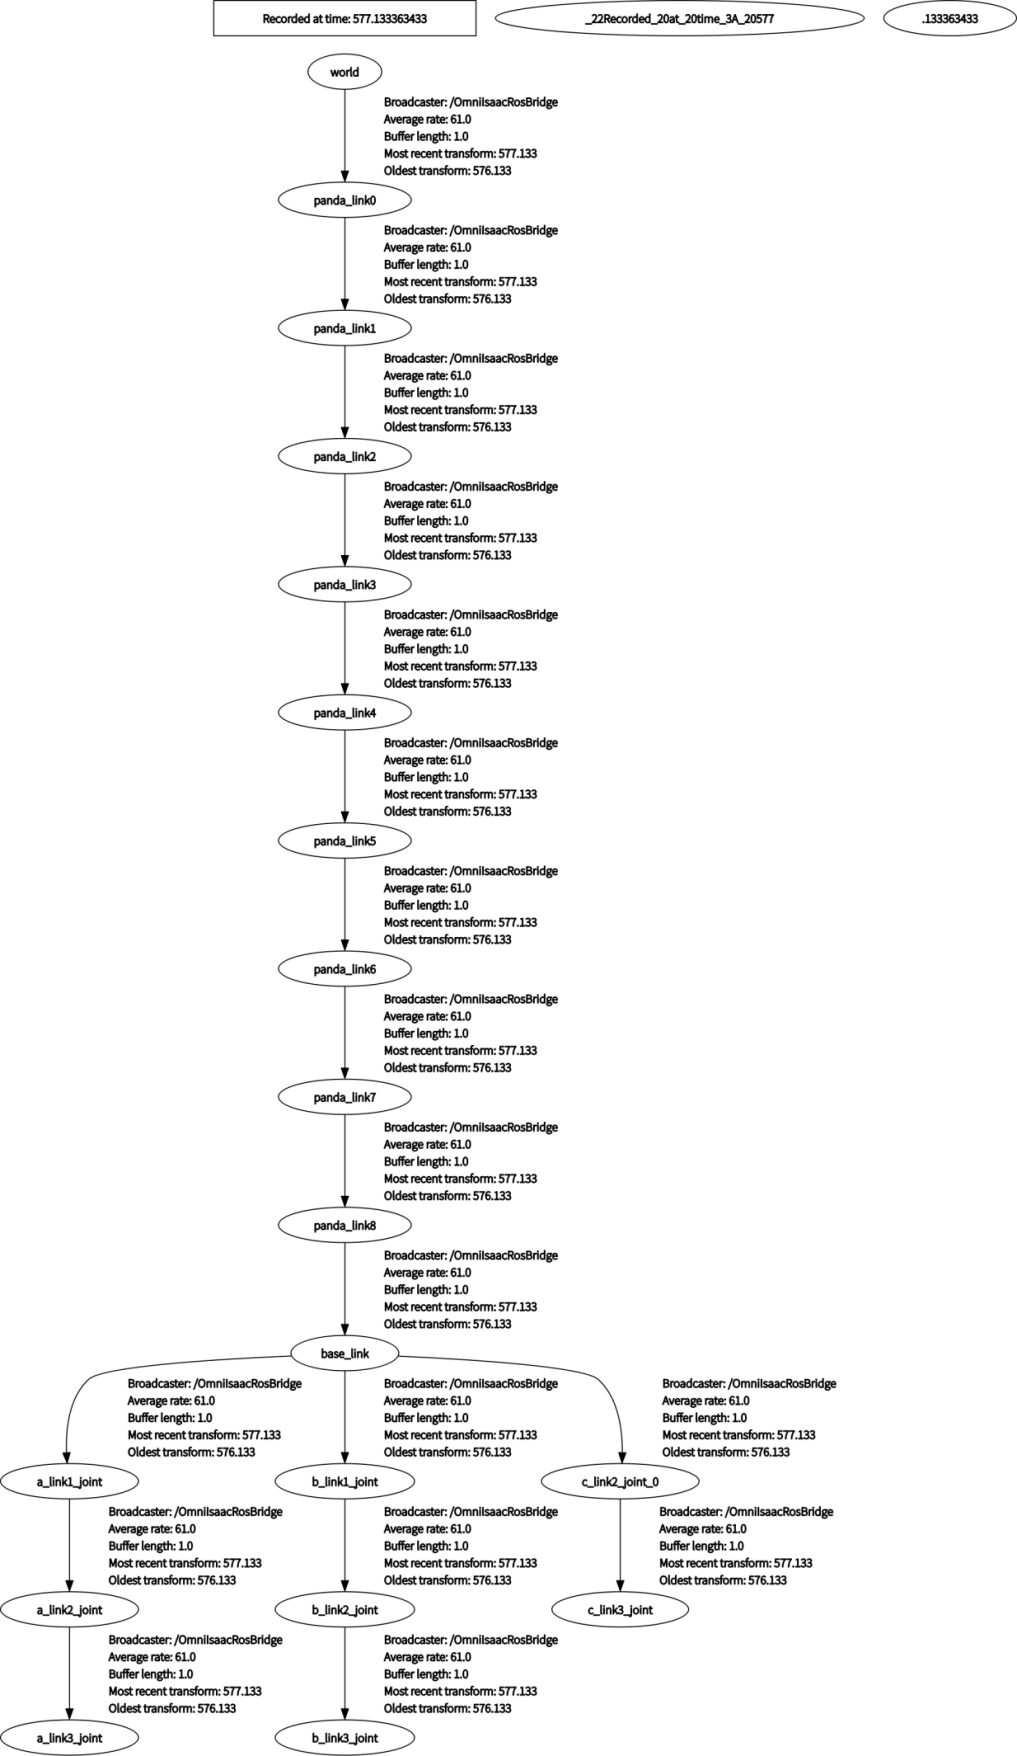 Recorded at time: 577.133363433
_22Recorded_20at_20time_3A_20577
.133363433
world
Broadcaster: /OmniIsaacRosBridge
Average rate: 61.0
Buffer length: 1.0
Most recent transform: 577.133
Oldest transform: 576.133
panda_link0
Broadcaster: /OmniIsaacRosBridge
Average rate: 61.0
Buffer length: 1.0
Most recent transform: 577.133
Oldest transform: 576.133
panda_link1
Broadcaster: /OmniIsaacRosBridge
Average rate: 61.0
Buffer length: 1.0
Most recent transform: 577.133
Oldest transform: 576.133
panda_link2
Broadcaster: /OmniIsaacRosBridge
Average rate: 61.0
Buffer length: 1.0
Most recent transform: 577.133
Oldest transform: 576.133
panda_link3
Broadcaster: /OmniIsaacRosBridge
Average rate: 61.0
Buffer length: 1.0
Most recent transform: 577.133
Oldest transform: 576.133
panda_link4
Broadcaster: /OmniIsaacRosBridge
Average rate: 61.0
Buffer length: 1.0
Most recent transform: 577.133
Oldest transform: 576.133
panda_link5
Broadcaster: /OmniIsaacRosBridge
Average rate: 61.0
Buffer length: 1.0
Most recent transform: 577.133
Oldest transform: 576.133
panda_link6
Broadcaster: /OmniIsaacRosBridge
Average rate: 61.0
Buffer length: 1.0
Most recent transform: 577.133
Oldest transform: 576.133
panda_link7
Broadcaster: /OmniIsaacRosBridge
Average rate: 61.0
Buffer length: 1.0
Most recent transform: 577.133
Oldest transform: 576.133
panda_link8
Broadcaster: /OmniIsaacRosBridge
Average rate: 61.0
Buffer length: 1.0
Most recent transform: 577.133
Oldest transform: 576.133
base_link
Broadcaster: /OmniIsaacRosBridge
Average rate: 61.0
Buffer length: 1.0
Most recent transform: 577.133
Oldest transform: 576.133
Broadcaster: /OmniIsaacRosBridge
Average rate: 61.0
Buffer length: 1.0
Most recent transform: 577.133
Oldest transform: 576.133
Broadcaster: /OmniIsaacRosBridge
Average rate: 61.0
Buffer length: 1.0
Most recent transform: 577.133
Oldest transform: 576.133
a_link1_joint
b_link1_joint
c_link2_joint_0
Broadcaster: /OmniIsaacRosBridge
Average rate: 61.0
Buffer length: 1.0
Most recent transform: 577.133
Oldest transform: 576.133
Broadcaster: /OmniIsaacRosBridge
Average rate: 61.0
Buffer length: 1.0
Most recent transform: 577.133
Oldest transform: 576.133
Broadcaster: /OmniIsaacRosBridge
Average rate: 61.0
Buffer length: 1.0
Most recent transform: 577.133
Oldest transform: 576.133
a_link2_joint
b_link2_joint
c_link3_joint
Broadcaster: /OmniIsaacRosBridge
Average rate: 61.0
Buffer length: 1.0
Most recent transform: 577.133
Oldest transform: 576.133
Broadcaster: /OmniIsaacRosBridge
Average rate: 61.0
Buffer length: 1.0
Most recent transform: 577.133
Oldest transform: 576.133
a_link3_joint
b_link3_joint